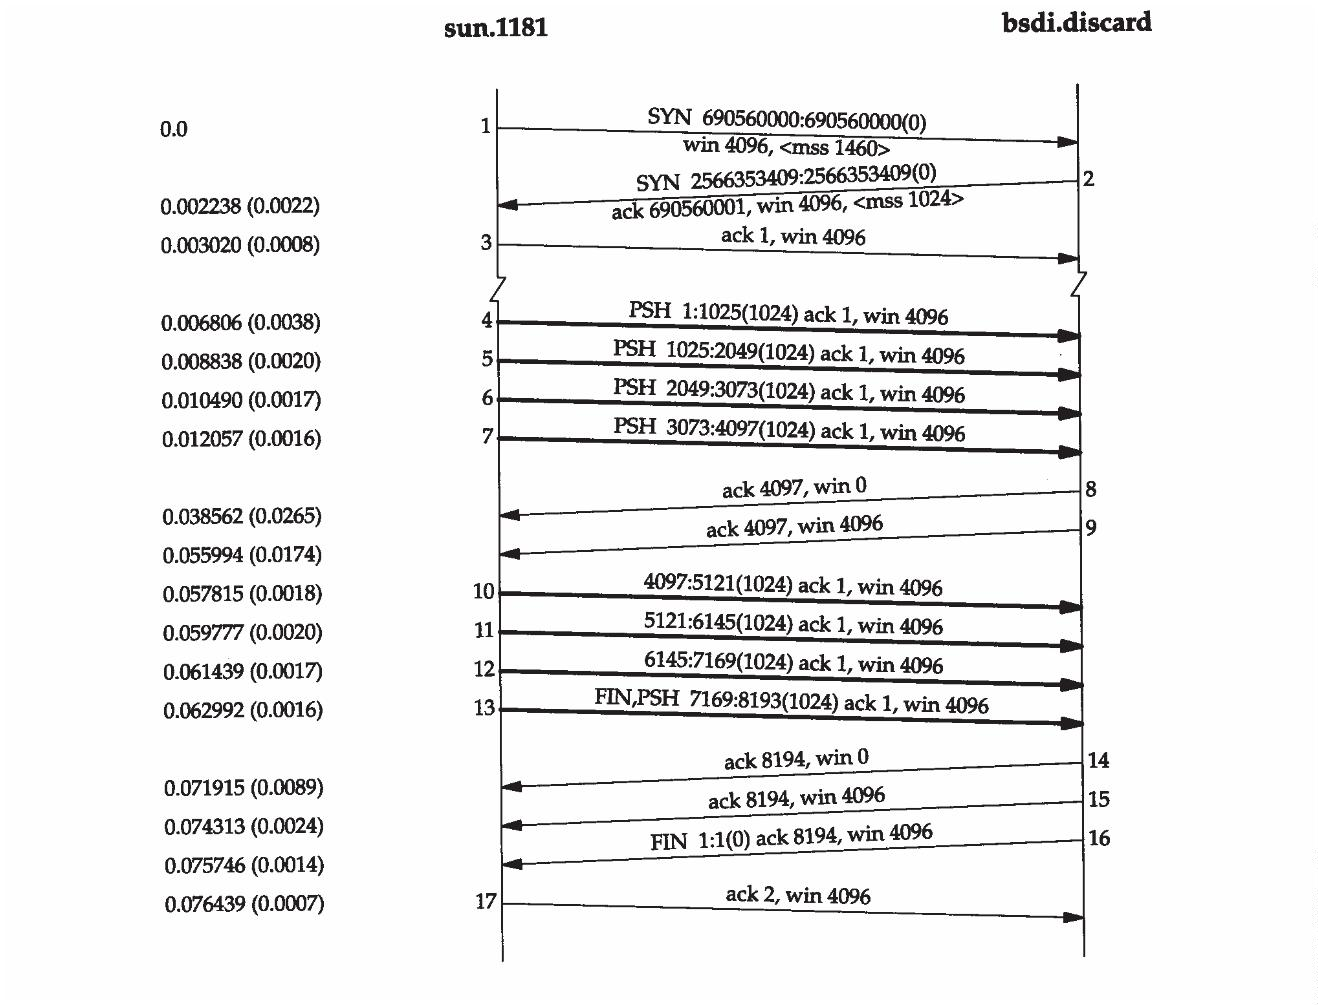 sun.1181 bsdi.discard
0.0 1 SYN 690560000:690560000(0)
win 4096, <mss 1460>
SYN 2566353409:2566353409(0) 2
0.002238 (0.0022) ack 690560001, win 4096, <mss 1024>
0.003020 (0.0008) 3 ack 1, win 4096
0.006806 (0.0038) 4 PSH 1:1025(1024) ack 1, win 4096
0.008838 (0.0020) 5 PSH 1025:2049(1024) ack 1, win 4096
0.010490 (0.0017) 6 PSH 2049:3073(1024) ack 1, win 4096
0.012057 (0.0016) 7 PSH 3073:4097(1024) ack 1, win 4096
ack 4097, win 0 8
0.038562 (0.0265)
ack 4097, win 4096 9
0.055994 (0.0174)
0.057815 (0.0018) 10 4097:5121(1024) ack 1, win 4096
0.059777 (0.0020) 11 5121:6145(1024) ack 1, win 4096
0.061439 (0.0017) 12 6145:7169(1024) ack 1, win 4096
0.062992 (0.0016) 13 FIN,PSH 7169:8193(1024) ack 1, win 4096
ack 8194, win 0 14
0.071915 (0.0089)
ack 8194, win 4096 15
0.074313 (0.0024)
FIN 1:1(0) ack 8194, win 4096 16
0.075746 (0.0014)
0.076439 (0.0007) 17 ack 2, win 4096